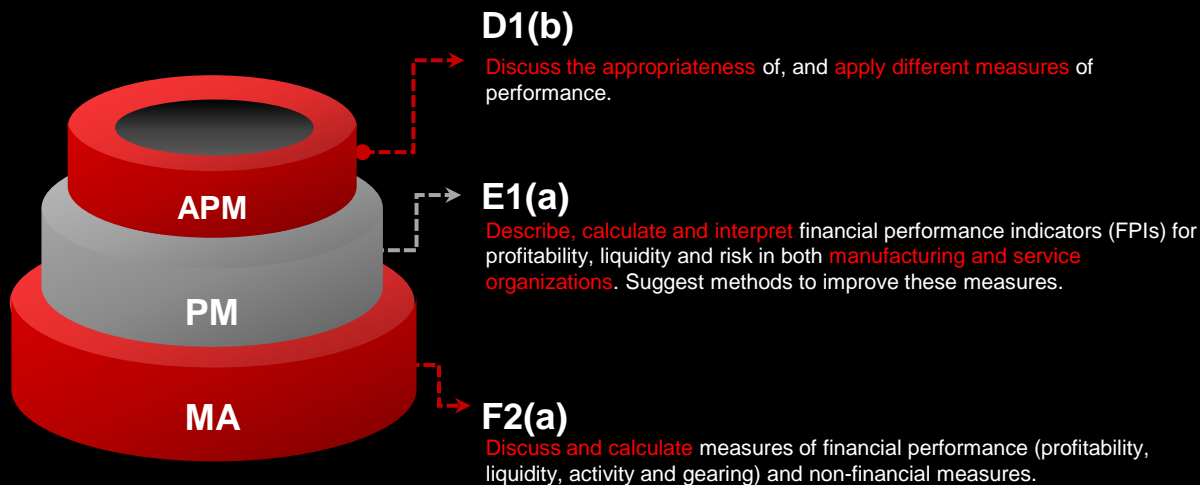 D1(b)
Discuss the appropriateness of, and apply different measures of
performance.
APM
E1(a)
Describe, calculate and interpret financial performance indicators (FPIs) for
profitability, liquidity and risk in both manufacturing and service
organizations. Suggest methods to improve these measures.
PM
MA
F2(a)
Discuss and calculate measures of financial performance (profitability,
liquidity, activity and gearing) and non-financial measures.